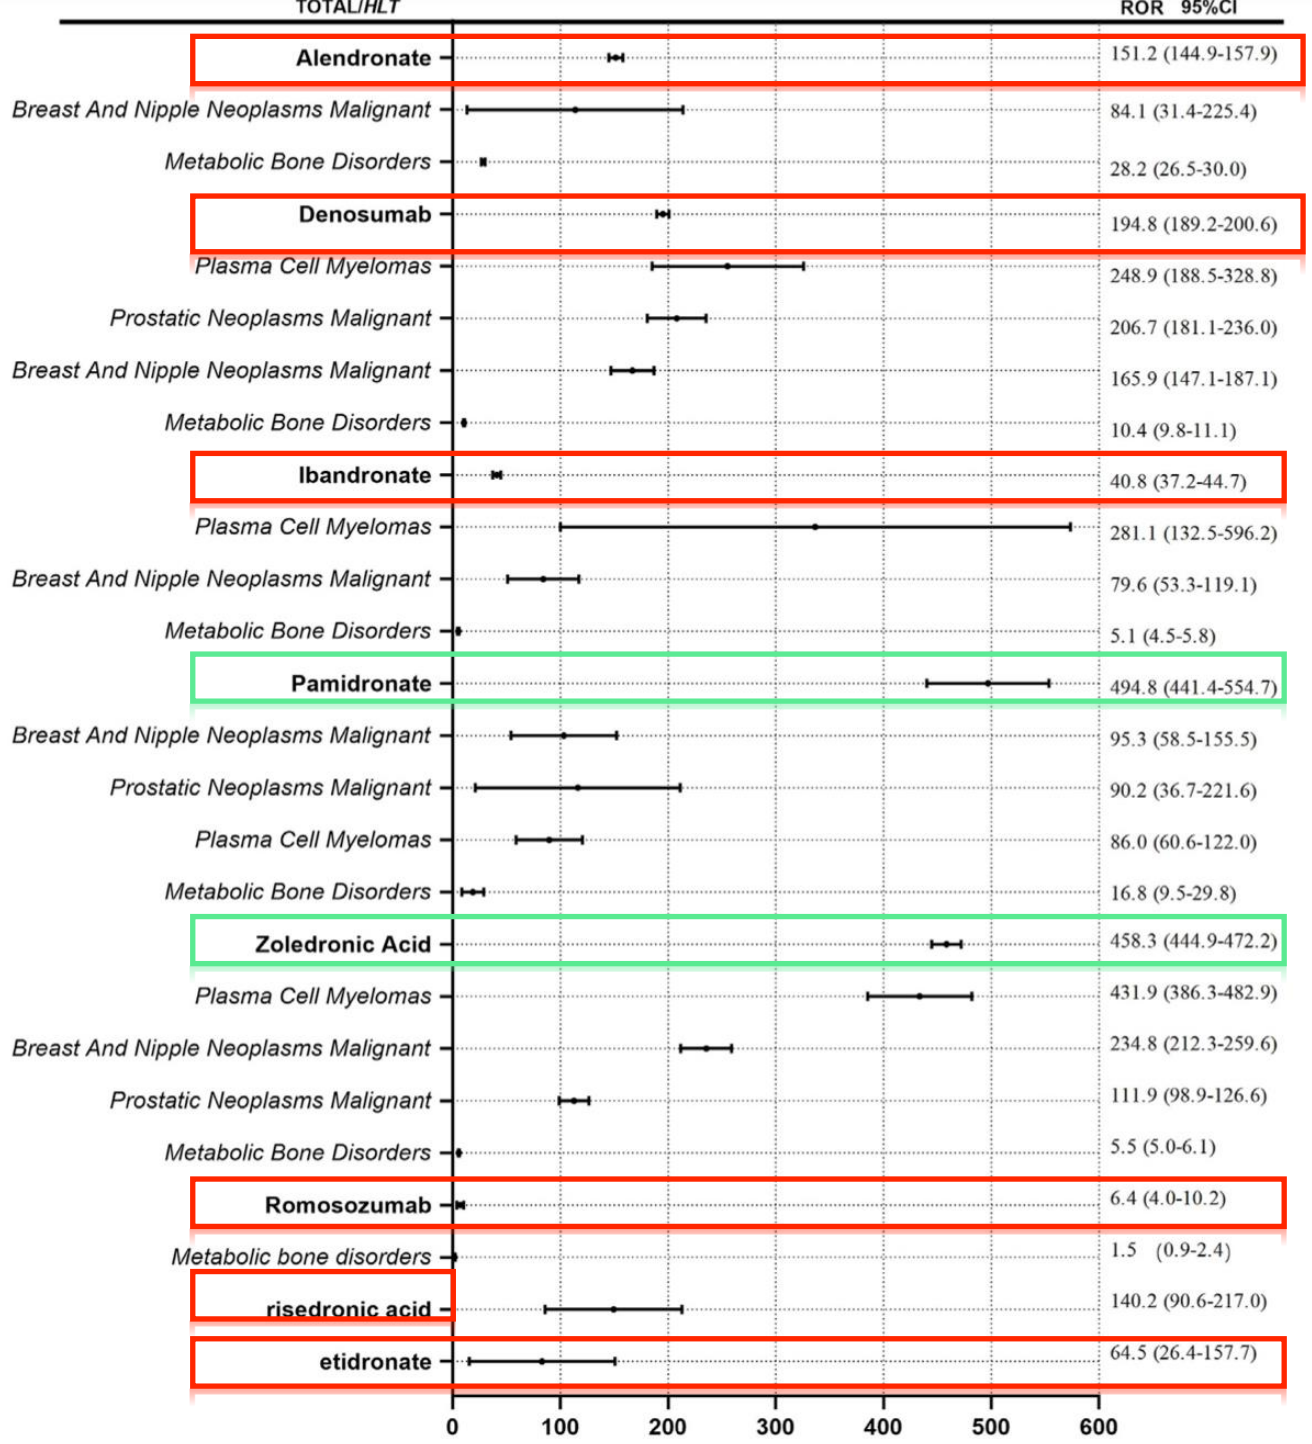 TOTAL/HLT ROR 95%CI
Alendronate 151.2 (144.9-157.9)
Breast And Nipple Neoplasms Malignant 84.1 (31.4-225.4)
Metabolic Bone Disorders 28.2 (26.5-30.0)
Denosumab 194.8 (189.2-200.6)
Plasma Cell Myelomas 248.9 (188.5-328.8)
Prostatic Neoplasms Malignant 206.7 (181.1-236.0)
Breast And Nipple Neoplasms Malignant 165.9 (147.1-187.1)
Metabolic Bone Disorders 10.4 (9.8-11.1)
Ibandronate 40.8 (37.2-44.7)
Plasma Cell Myelomas 281.1 (132.5-596.2)
Breast And Nipple Neoplasms Malignant 79.6 (53.3-119.1)
Metabolic Bone Disorders 5.1 (4.5-5.8)
Pamidronate 494.8 (441.4-554.7)
Breast And Nipple Neoplasms Malignant 95.3 (58.5-155.5)
Prostatic Neoplasms Malignant 90.2 (36.7-221.6)
Plasma Cell Myelomas 86.0 (60.6-122.0)
Metabolic Bone Disorders 16.8 (9.5-29.8)
Zoledronic Acid 458.3 (444.9-472.2)
Plasma Cell Myelomas 431.9 (386.3-482.9)
Breast And Nipple Neoplasms Malignant 234.8 (212.3-259.6)
Prostatic Neoplasms Malignant 111.9 (98.9-126.6)
Metabolic Bone Disorders 5.5 (5.0-6.1)
Romosozumab 6.4 (4.0-10.2)
Metabolic bone disorders 1.5 (0.9-2.4)
risedronic acid 140.2 (90.6-217.0)
etidronate 64.5 (26.4-157.7)
0 100 200 300 400 500 600